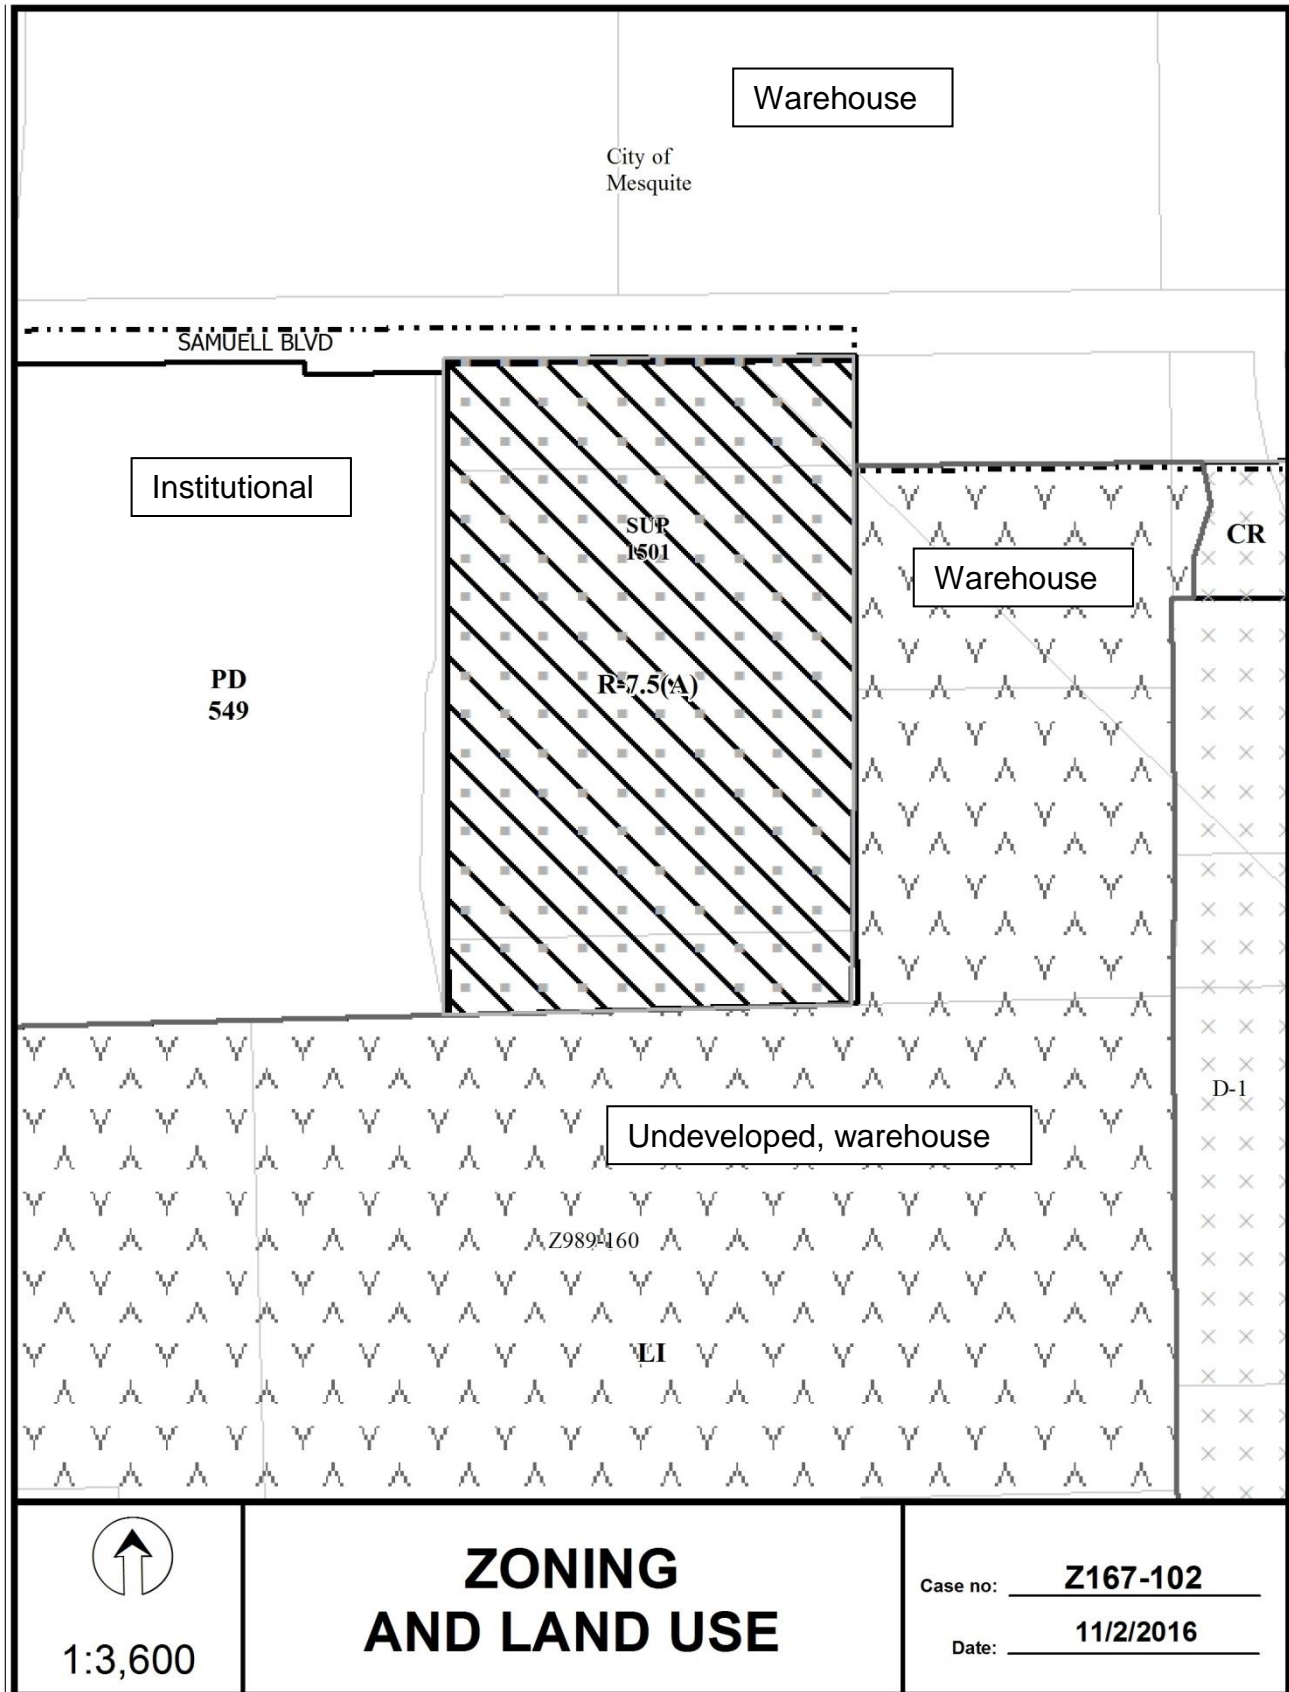 Warehouse
City of
Mesquite
SAMUELL BLVD
Institutional
SUP
1501
CR
Warehouse
PD
549
R-7.5(A)
D-1
Undeveloped, warehouse
Z989-160
LI
1:3,600
ZONING
AND LAND USE
Case no: Z167-102
Date: 11/2/2016